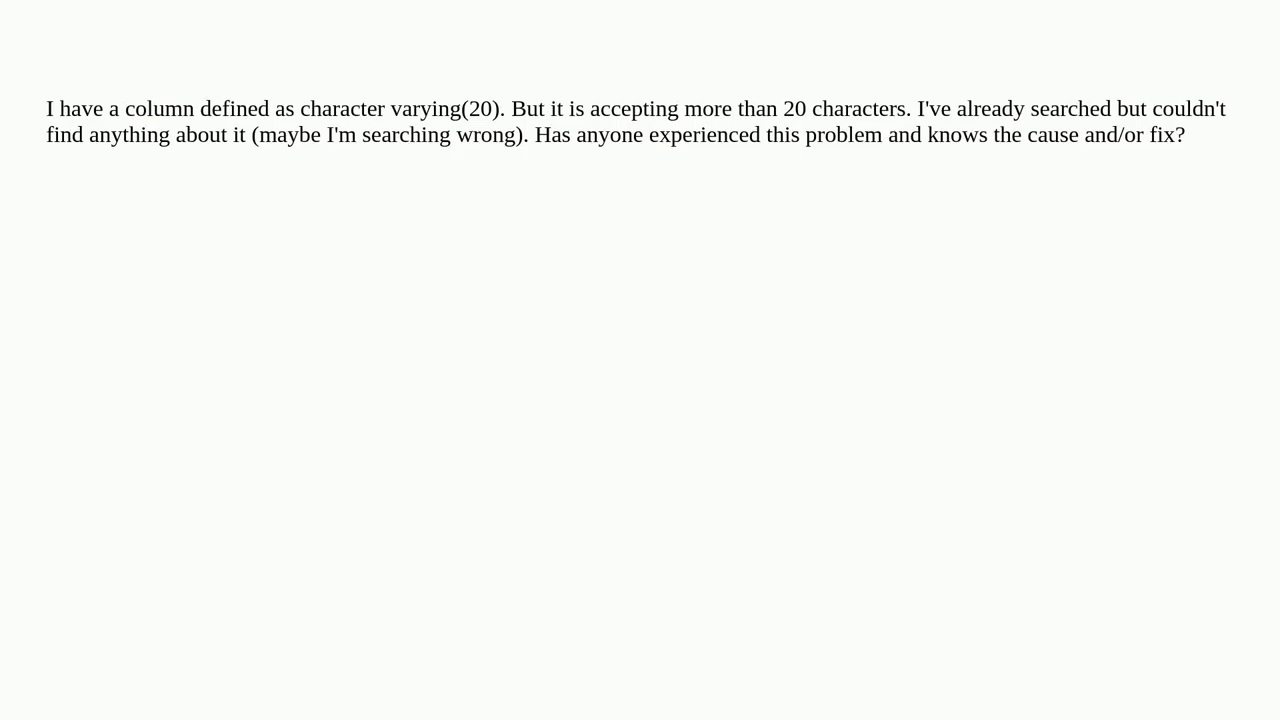 I have a column defined as character varying(20). But it is accepting more than 20 characters. I've already searched but couldn't
find anything about it (maybe I'm searching wrong). Has anyone experienced this problem and knows the cause and/or fix?